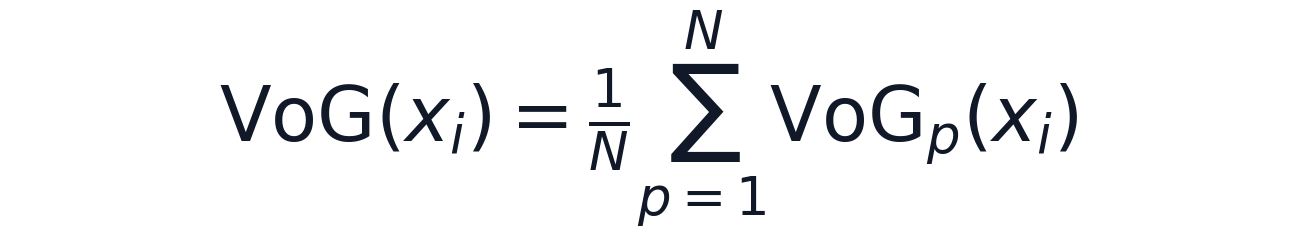 VoG(x_i) = \frac{1}{N} \sum_{p=1}^{N} VoG_p(x_i)